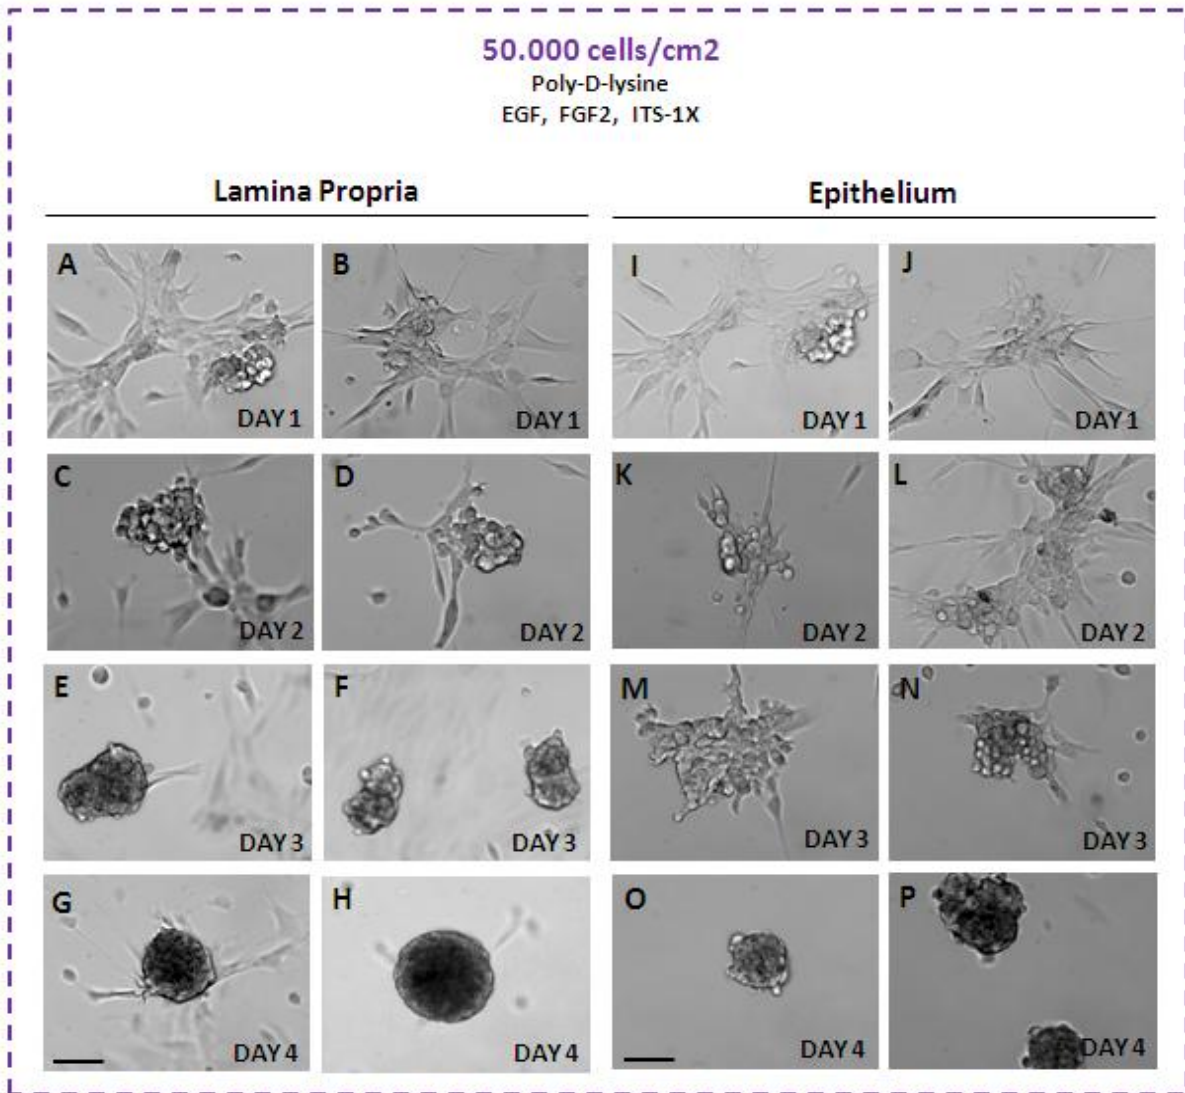 50.000 cells/cm2
Poly-D-lysine
EGF, FGF2, ITS-1X
Lamina Propria
Epithelium
A
DAY 1
B
DAY 1
I
DAY 1
J
DAY 1
C
DAY 2
D
DAY 2
K
DAY 2
L
DAY 2
E
DAY 3
F
DAY 3
M
DAY 3
N
DAY 3
G
DAY 4
H
DAY 4
O
DAY 4
P
DAY 4